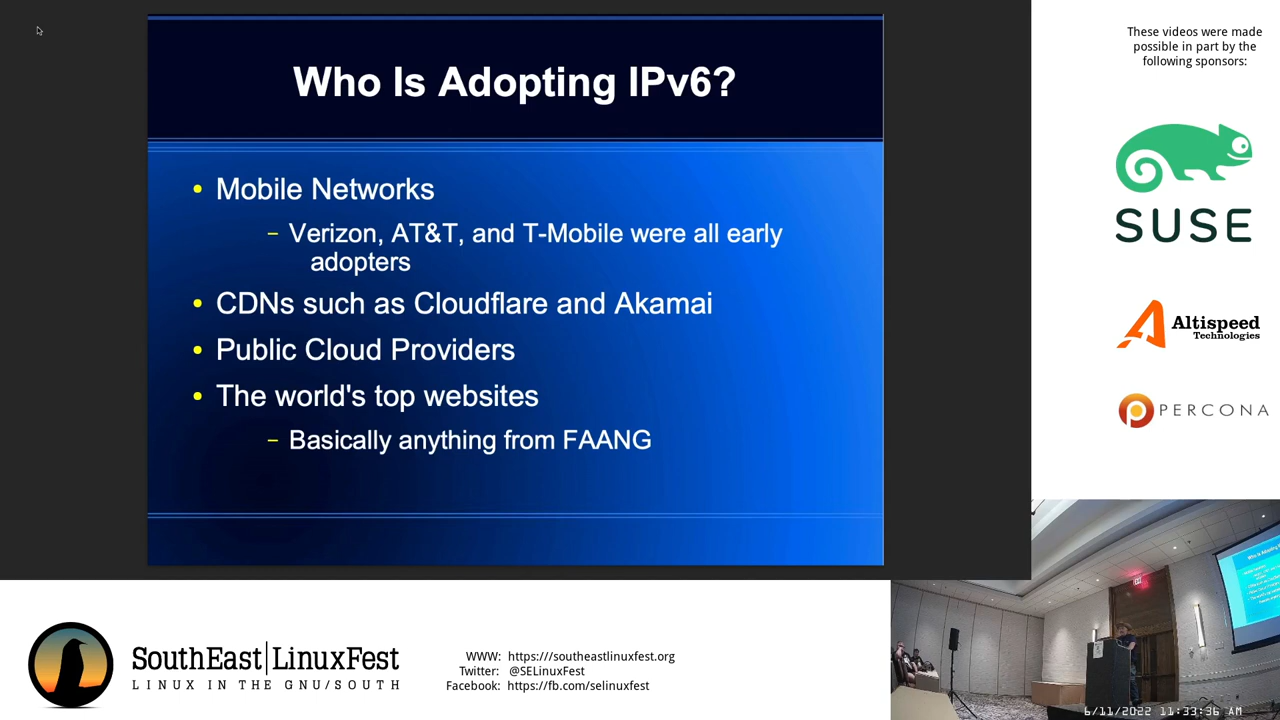 Who Is Adopting IPv6?
• Mobile Networks
– Verizon, AT&T, and T-Mobile were all early
adopters
• CDNs such as Cloudflare and Akamai
• Public Cloud Providers
• The world's top websites
– Basically anything from FAANG
These videos were made
possible in part by the
following sponsors:
SUSE
Altispeed
Technologies
PERCONA
SouthEast LinuxFest
LINUX IN THE GNU/SOUTH
WWW: https:///southeastlinuxfest.org
Twitter: @SELinuxFest
Facebook: https://fb.com/selinuxfest
6/11/2022 11:33:36 AM